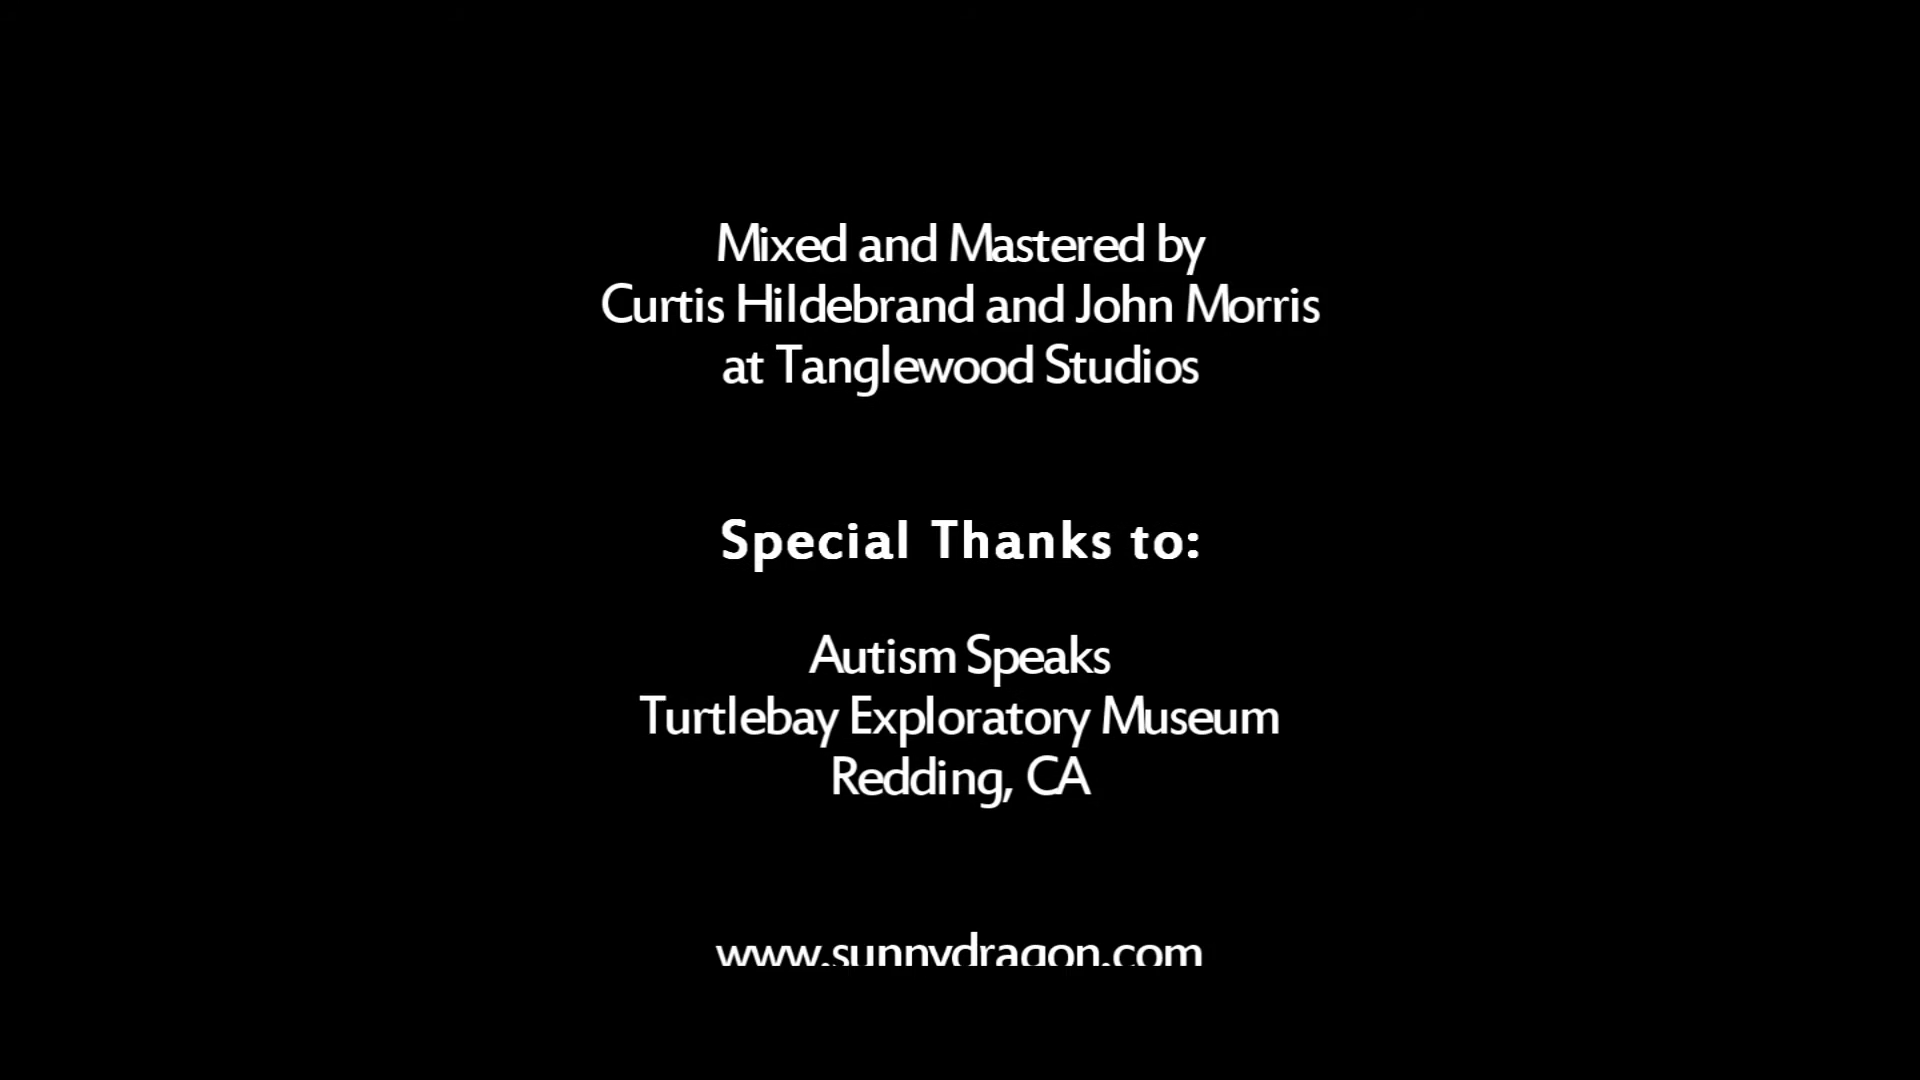 Mixed and Mastered by
Curtis Hildebrand and John Morris
at Tanglewood Studios
Special Thanks to:
Autism Speaks
Turtlebay Exploratory Museum
Redding, CA
www.sunnydragon.com